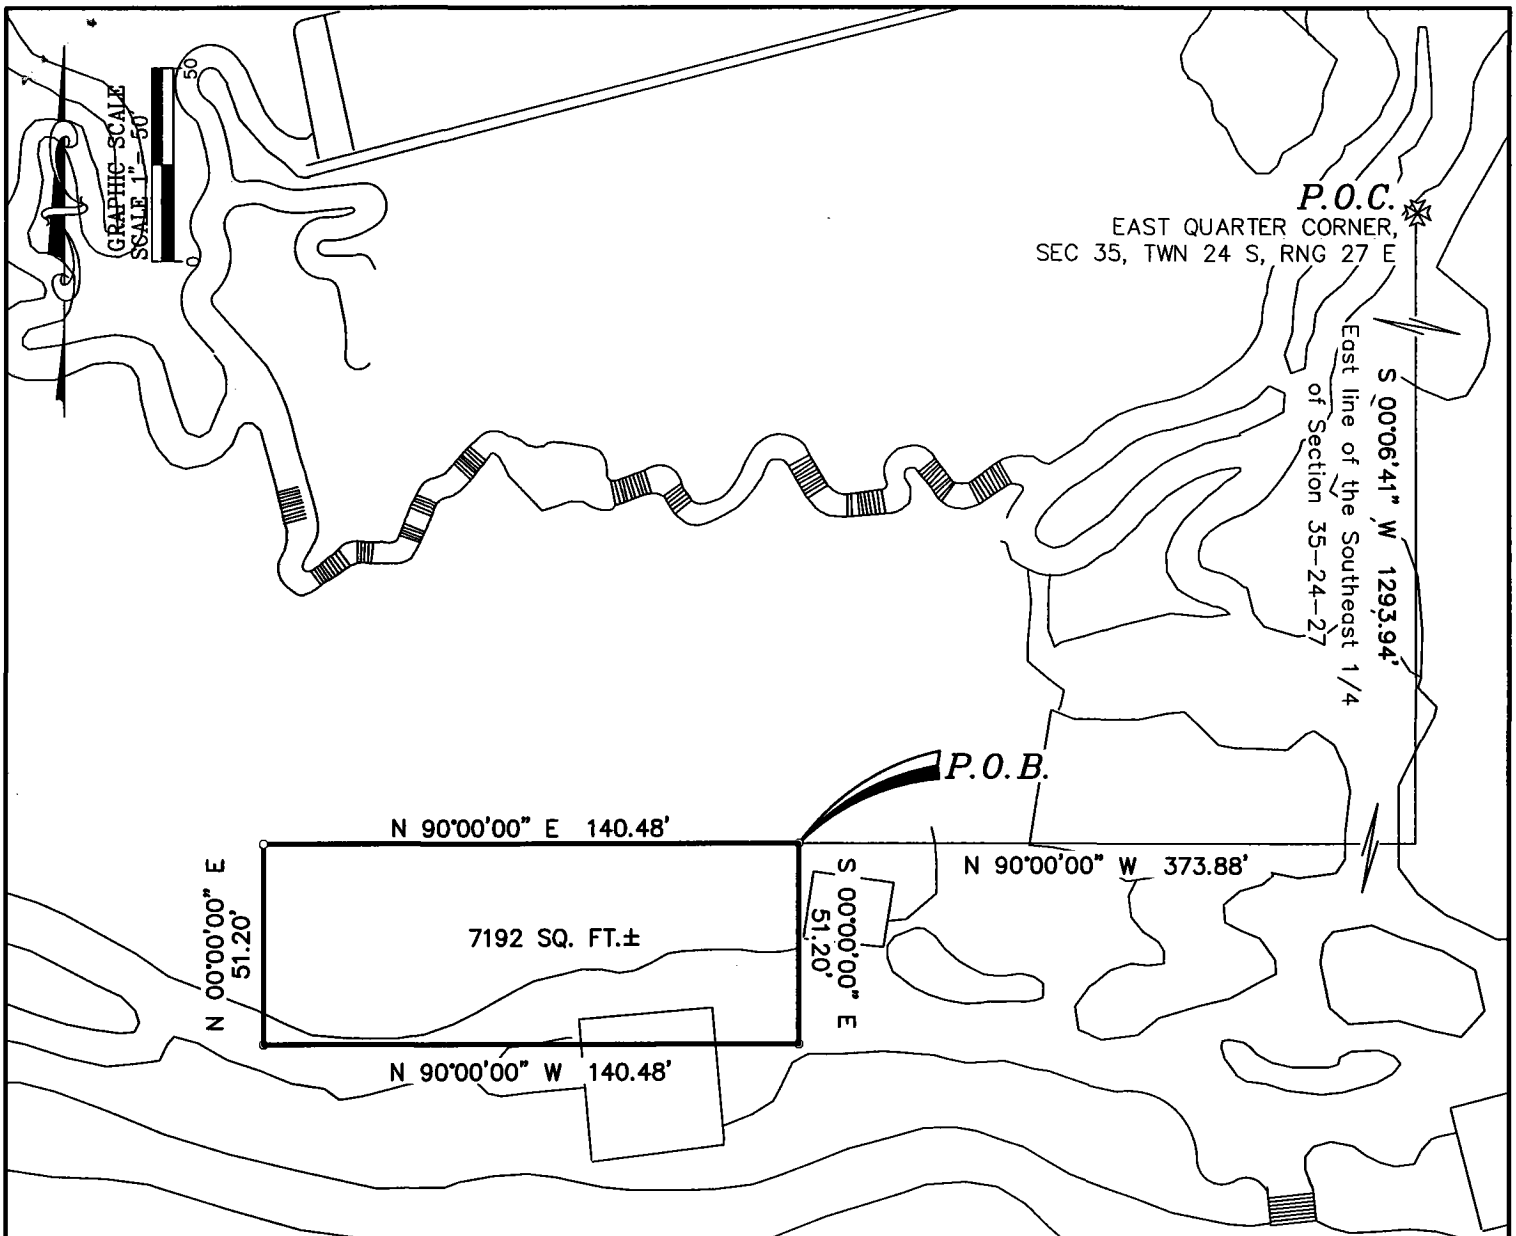 GRAPHIC SCALE
SCALE 1"=50'
0
50
P.O.C.
EAST QUARTER CORNER,
SEC 35, TWN 24 S, RNG 27 E
S 00°06'41" W 1293.94'
East line of the Southeast 1/4
of Section 35-24-27
P.O.B.
N 90°00'00" E 140.48'
N 90°00'00" W 373.88'
N 00°00'00" E
51.20'
7192 SQ. FT.±
S 00°00'00" E
51.20'
N 90°00'00" W 140.48'